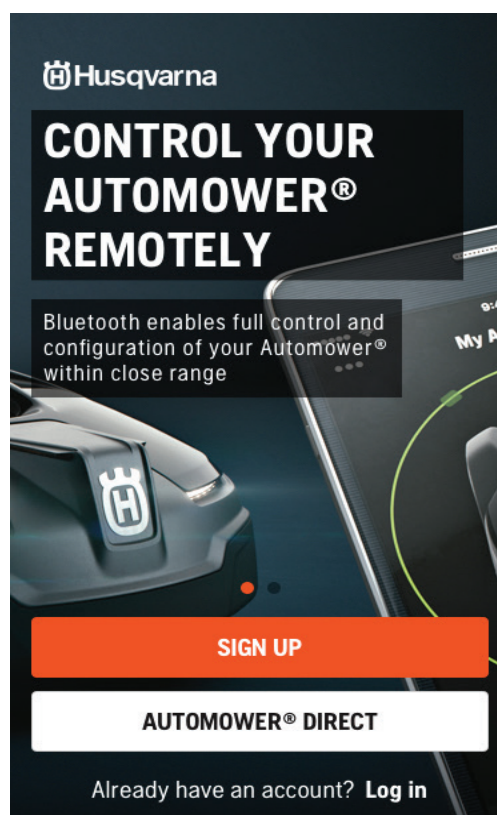 Husqvarna
CONTROL YOUR
AUTOMOWER®
REMOTELY
Bluetooth enables full control and
configuration of your Automower®
within close range
My A
SIGN UP
AUTOMOWER® DIRECT
Already have an account? Log in